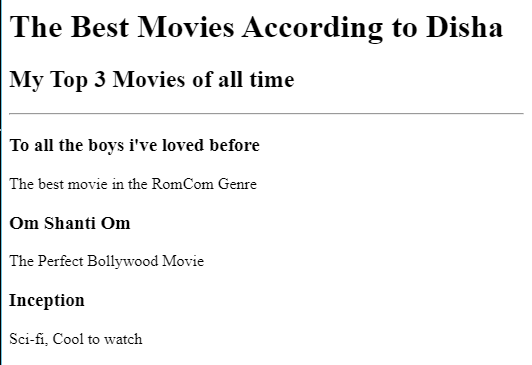 The Best Movies According to Disha
My Top 3 Movies of all time
To all the boys i've loved before
The best movie in the RomCom Genre
Om Shanti Om
The Perfect Bollywood Movie
Inception
Sci-fi, Cool to watch